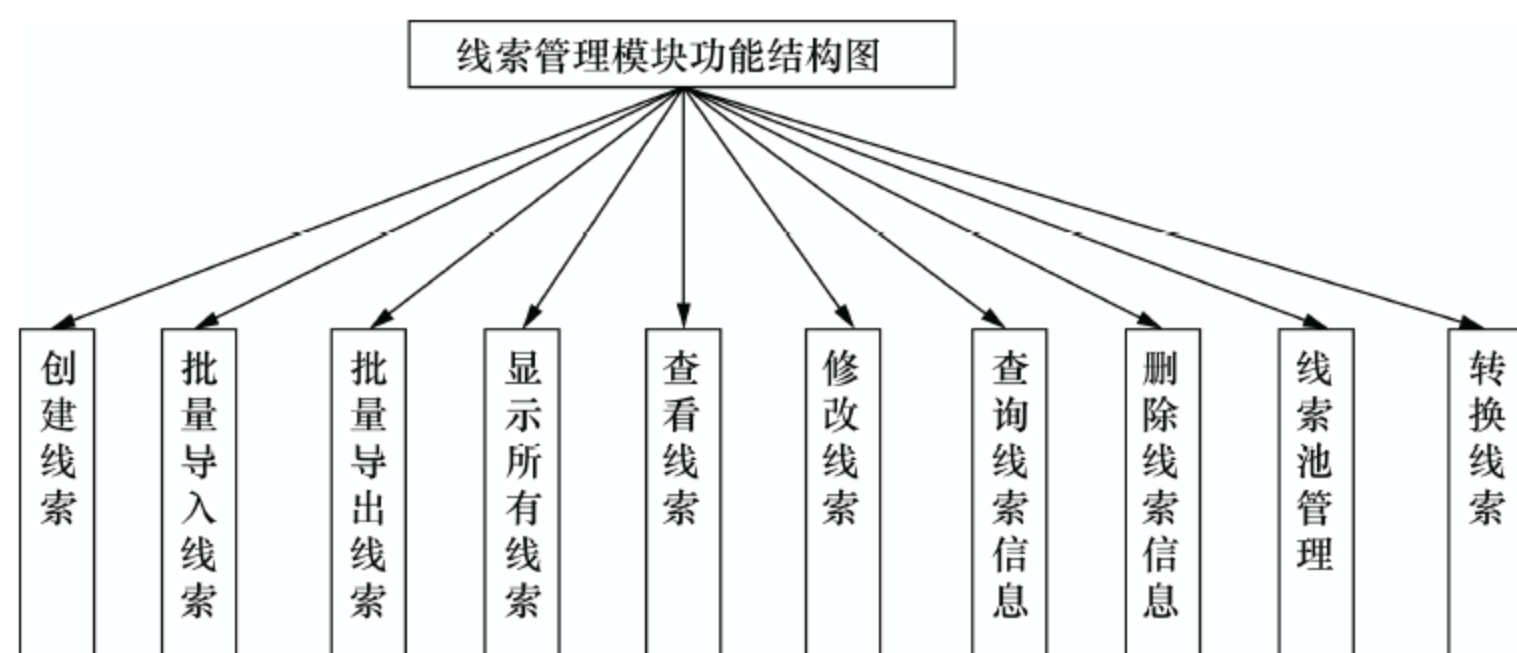 线索管理模块功能结构图
创建线索
批量导入线索
批量导出线索
显示所有线索
查看线索
修改线索
查询线索信息
删除线索信息
线索池管理
转换线索